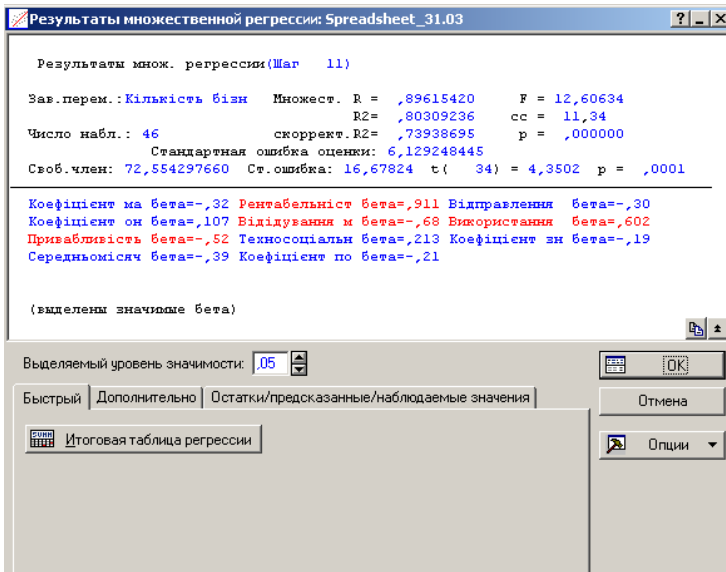 Результаты множественной регрессии: Spreadsheet_31.03
Результаты множ. регрессии(Шаг 11)
Зав.перем.:Кількість бізн Множест. R = ,89615420 F = 12,60634
R2= ,80309236 сс = 11,34
Число набл.: 46 скоррект.R2= ,73938695 p = ,000000
Стандартная ошибка оценки: 6,129248445
Своб.член: 72,554297660 Ст.ошибка: 16,67824 t( 34) = 4,3502 p = ,0001
Коефіцієнт ма бета=-,32 Рентабельніст бета=,911 Відправлення бета=-,30
Коефіцієнт он бета=,107 Відідування м бета=-,68 Використання бета=,602
Привабливість бета=-,52 Техносоціальн бета=,213 Коефіцієнт зн бета=-,19
Середньомісяч бета=-,39 Коефіцієнт по бета=-,21
(выделены значимые бета)
Выделяемый уровень значимости: ,05
OK
Быстрый Дополнительно Остатки/предсказанные/наблюдаемые значения
Отмена
SUMM Итоговая таблица регрессии
Опции